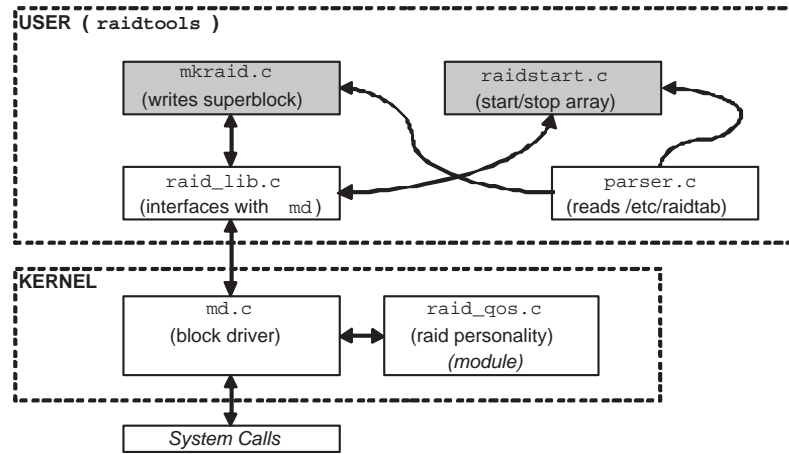 USER ( raidtools )
mkraid.c
(writes superblock)
raidstart.c
(start/stop array)
raid_lib.c
(interfaces with md)
parser.c
(reads /etc/raidtab)
KERNEL
md.c
(block driver)
raid_qos.c
(raid personality)
(module)
System Calls